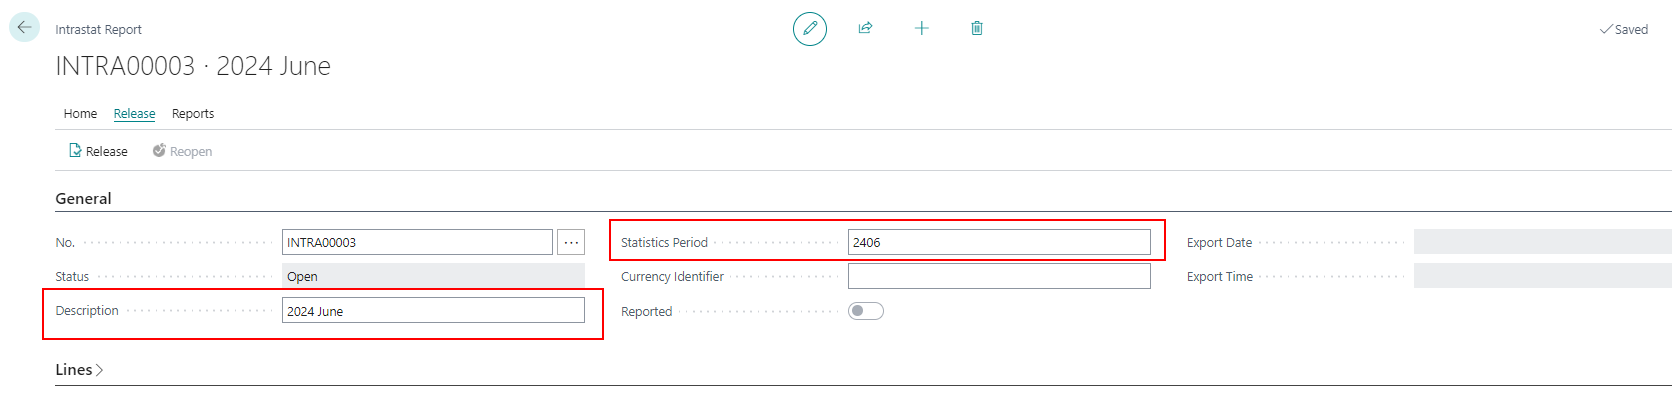 Intrastat Report
Saved
INTRA00003 · 2024 June
Home Release Reports
Release Reopen
General
No. INTRA00003 ...
Status Open
Description 2024 June
Statistics Period 2406
Currency Identifier
Reported
Export Date
Export Time
Lines